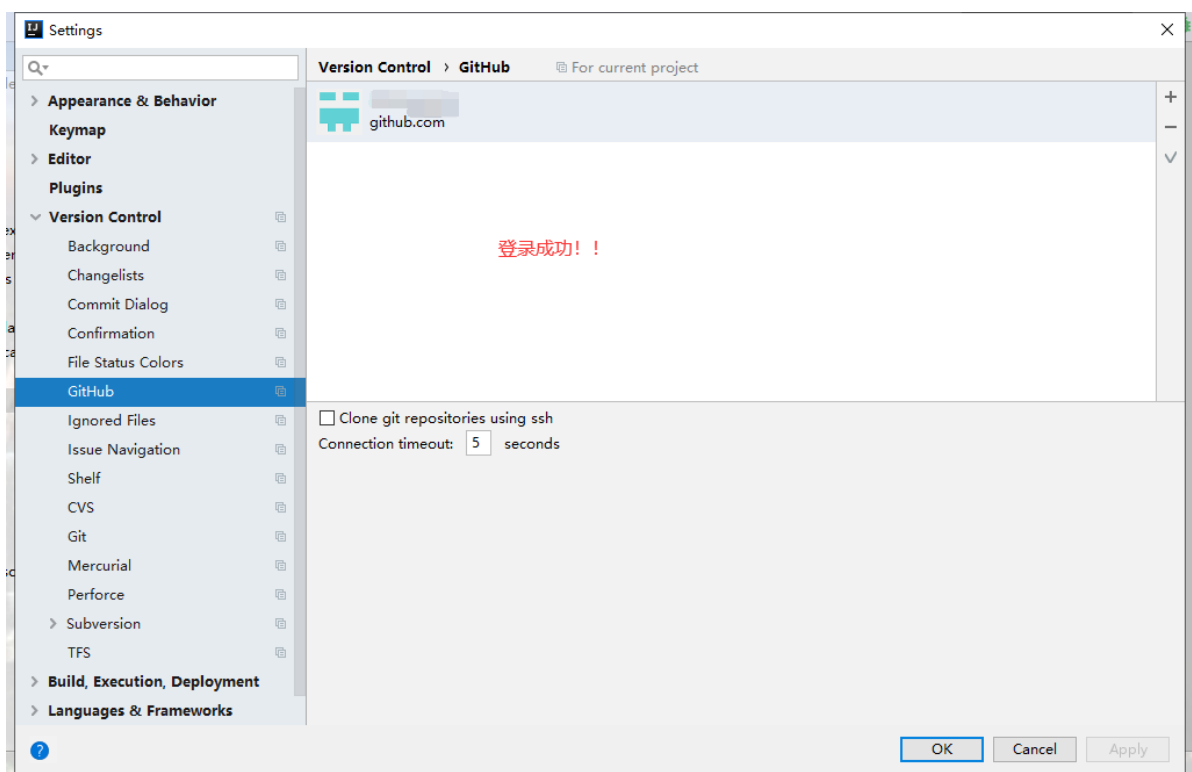 Settings
Version Control › GitHub
For current project
Appearance & Behavior
Keymap
Editor
Plugins
Version Control
Background
Changelists
Commit Dialog
Confirmation
File Status Colors
GitHub
Ignored Files
Issue Navigation
Shelf
CVS
Git
Mercurial
Perforce
Subversion
TFS
Build, Execution, Deployment
Languages & Frameworks
github.com
登录成功！！
Clone git repositories using ssh
Connection timeout: 5 seconds
OK
Cancel
Apply